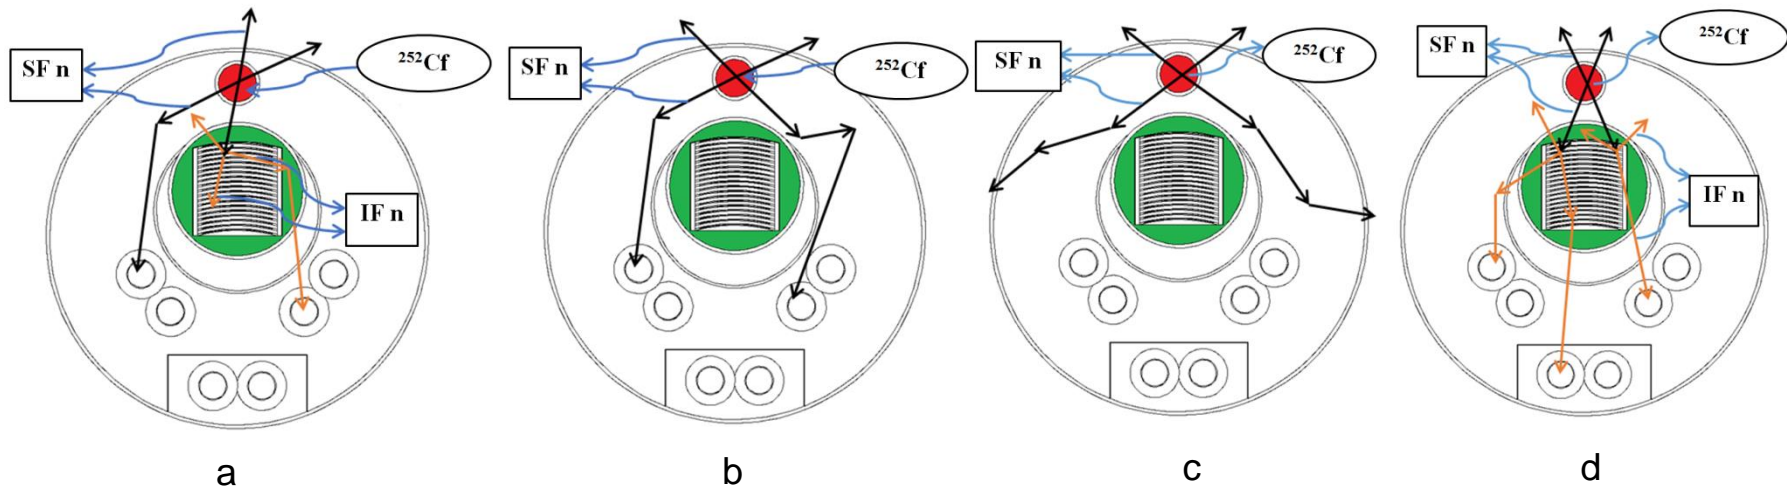 SF n
²⁵²Cf
IF n
a
SF n
²⁵²Cf
b
SF n
²⁵²Cf
c
SF n
²⁵²Cf
IF n
d